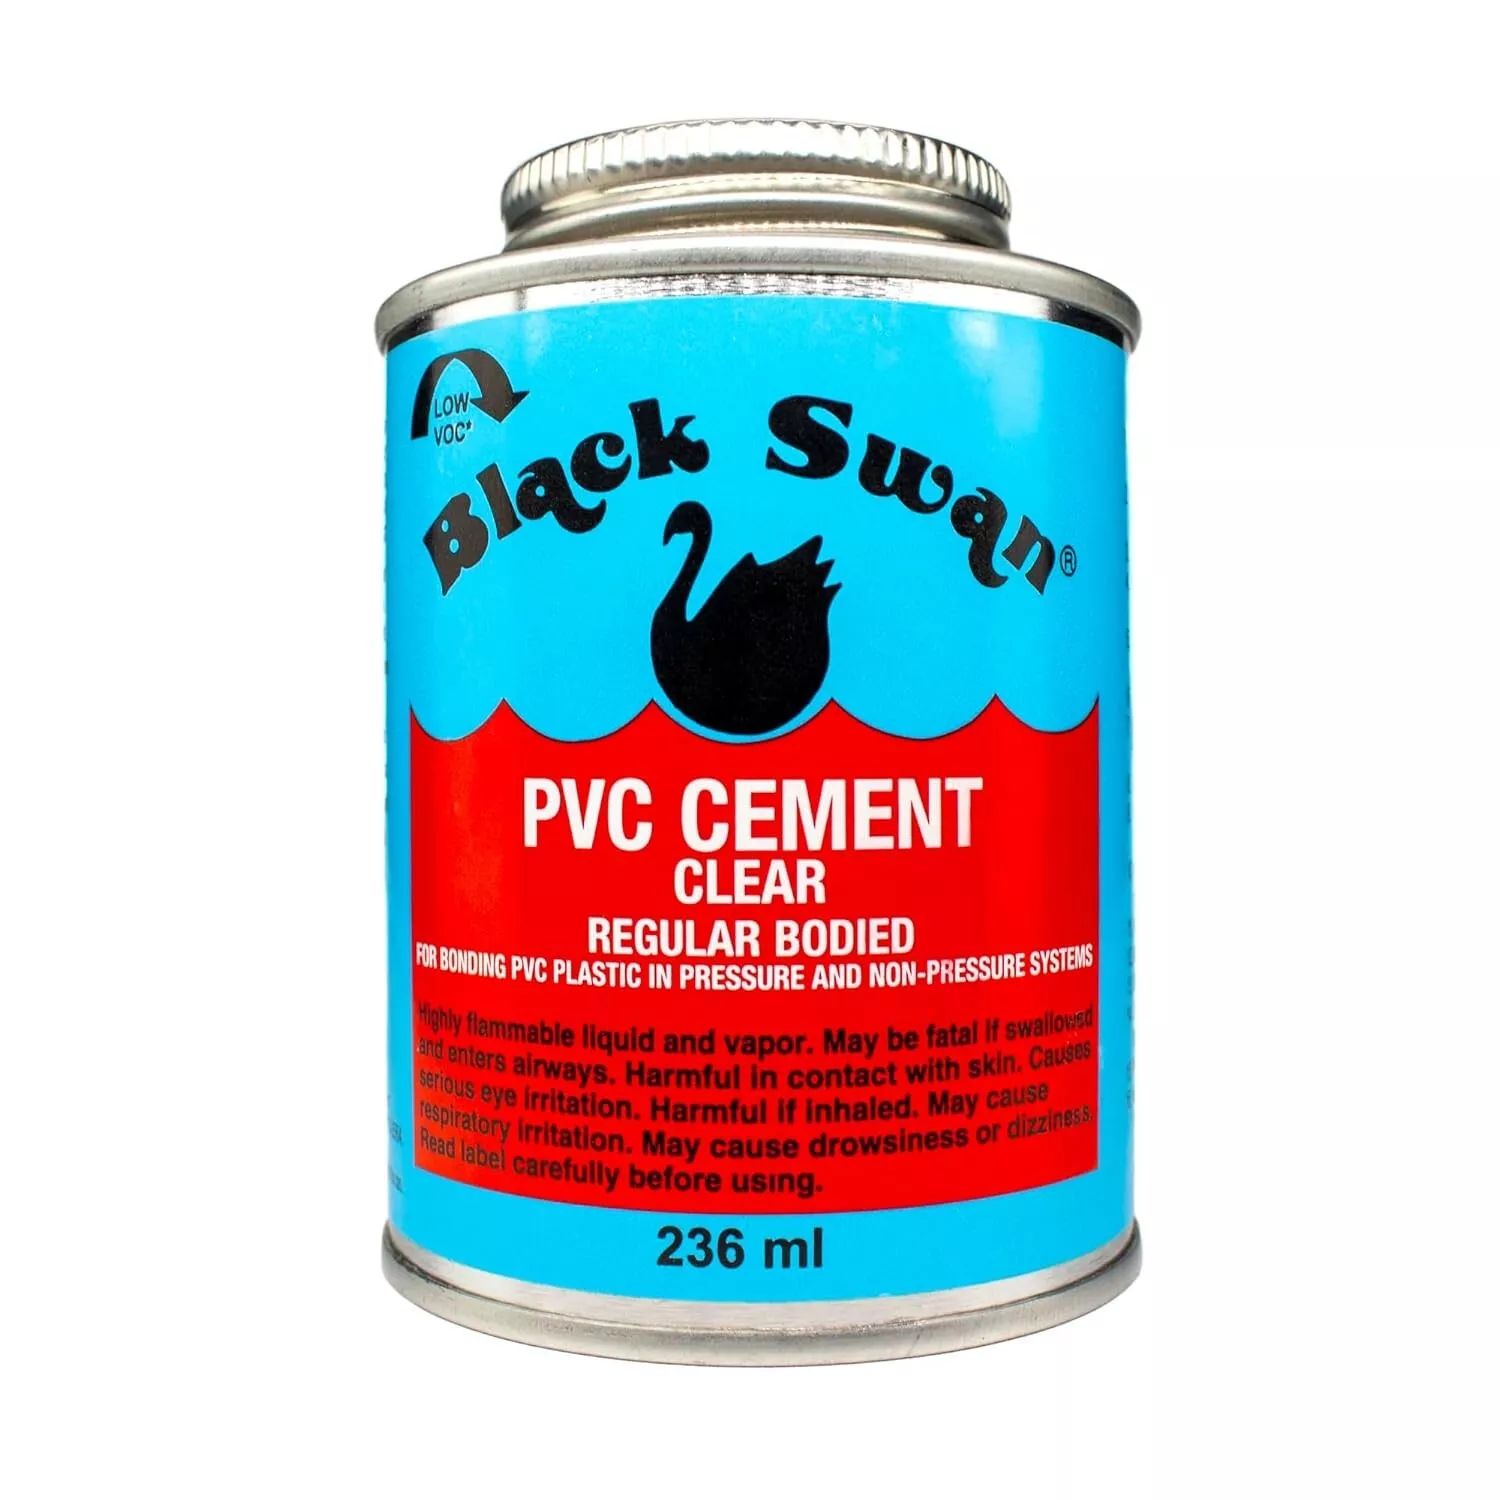 LOW
VOC*
Black Swan®
PVC CEMENT
CLEAR
REGULAR BODIED
FOR BONDING PVC PLASTIC IN PRESSURE AND NON-PRESSURE SYSTEMS
Highly flammable liquid and vapor. May be fatal if swallowed
and enters airways. Harmful in contact with skin. Causes
serious eye irritation. Harmful if inhaled. May cause
respiratory irritation. May cause drowsiness or dizziness.
Read label carefully before using.
236 ml